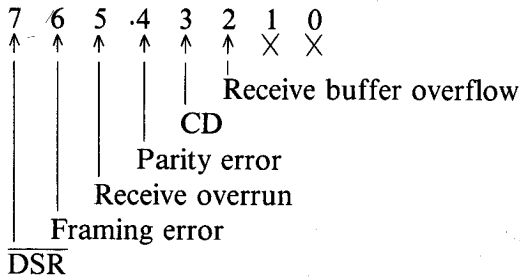 7 6 5 4 3 2 1 0
Receive buffer overflow
CD
Parity error
Receive overrun
Framing error
DSR